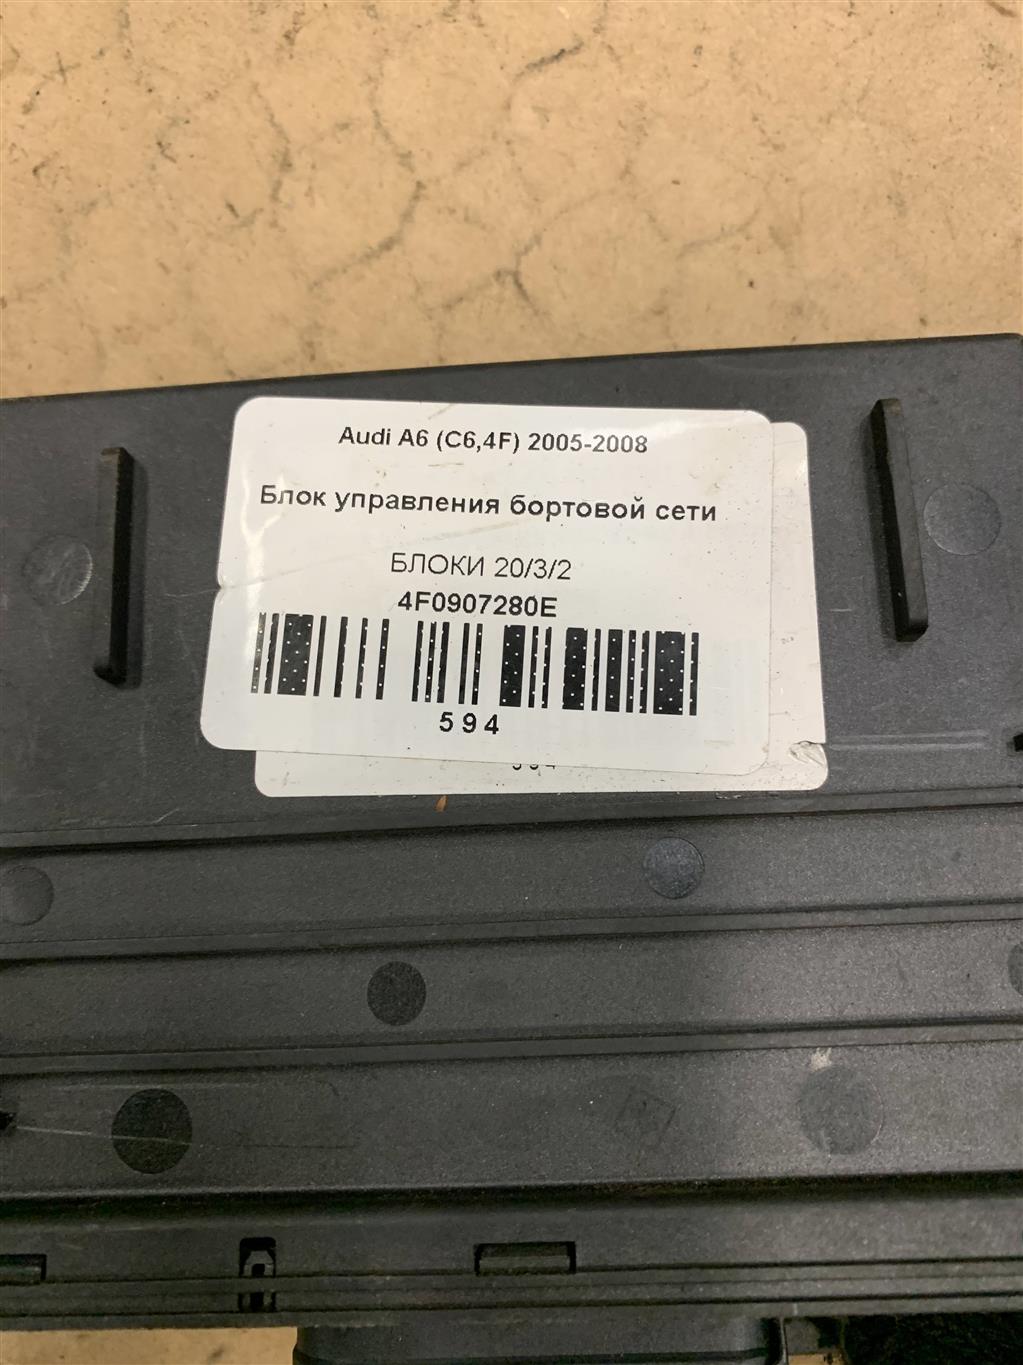 Audi A6 (C6,4F) 2005-2008
Блок управления бортовой сети
БЛОКИ 20/3/2
4F0907280E
594